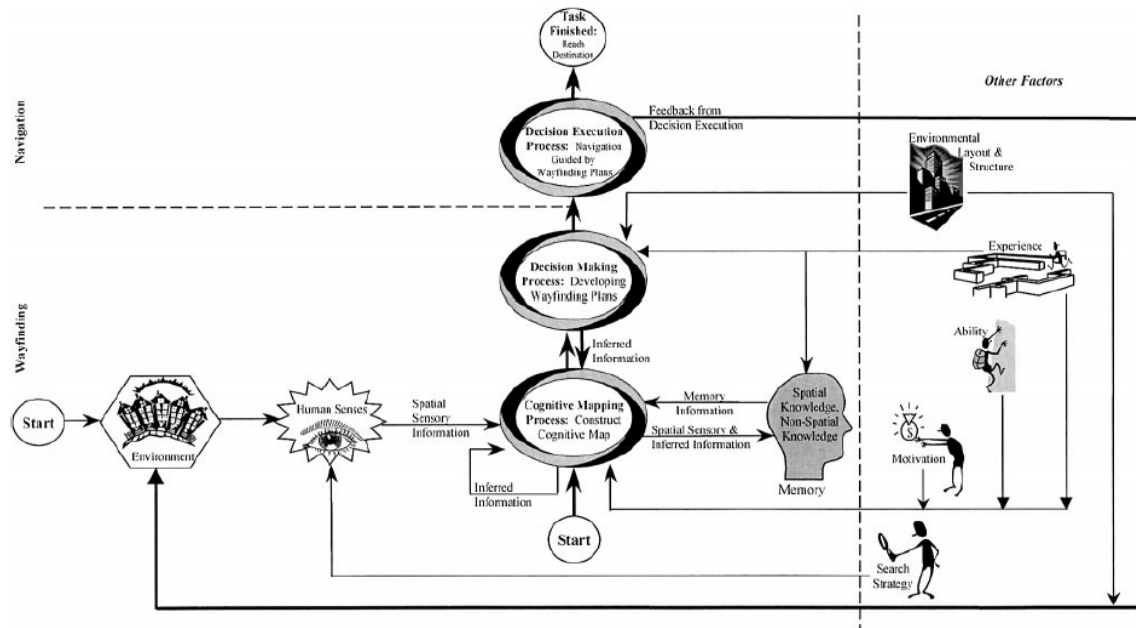 Task
Finished:
Reach
Destination
Other Factors
Navigation
Feedback from
Decision Execution
Decision Execution
Process: Navigation
Guided by
Wayfinding Plans
Environmental
Layout &
Structure
Experience
Decision Making
Process: Developing
Wayfinding Plans
Wayfinding
Ability
Inferred
Information
Start
Environment
Human Senses
Spatial
Sensory
Information
Cognitive Mapping
Process: Construct
Cognitive Map
Memory
Information
Spatial Sensory &
Inferred Information
Spatial
Knowledge,
Non-Spatial
Knowledge
Memory
$
Motivation
Inferred
Information
Start
Search
Strategy